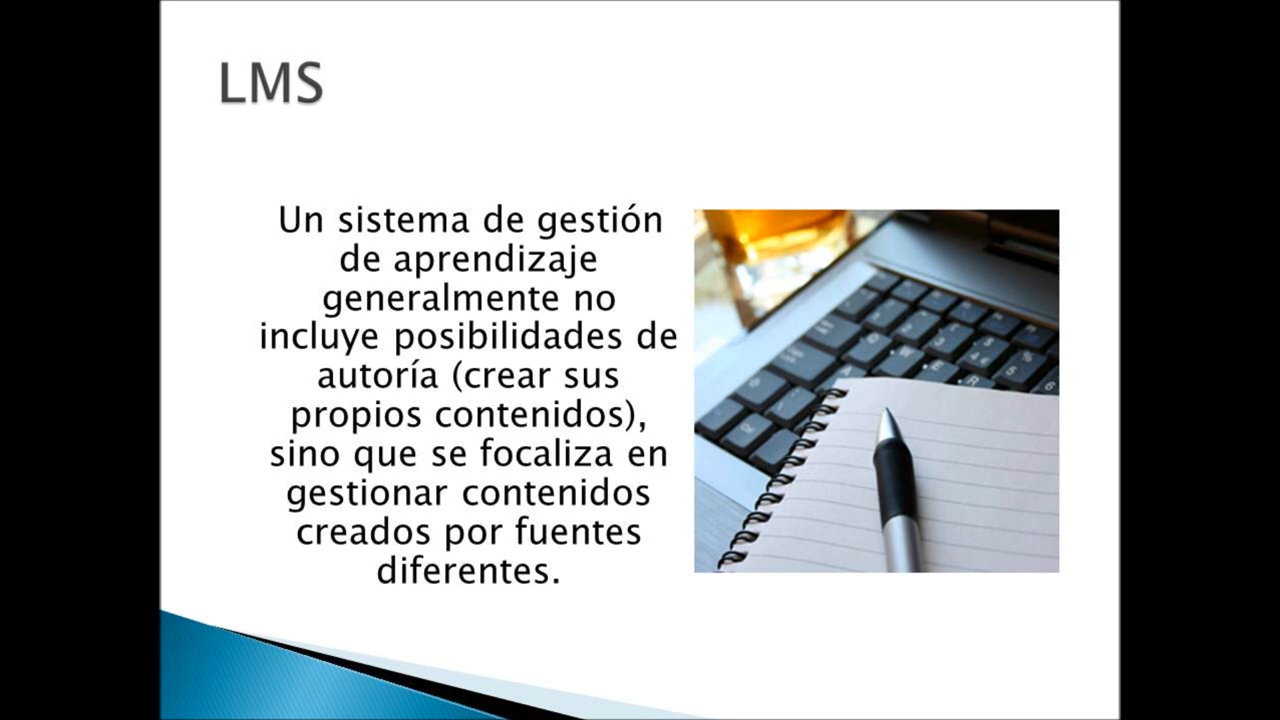 LMS
Un sistema de gestión
de aprendizaje
generalmente no
incluye posibilidades de
autoría (crear sus
propios contenidos),
sino que se focaliza en
gestionar contenidos
creados por fuentes
diferentes.